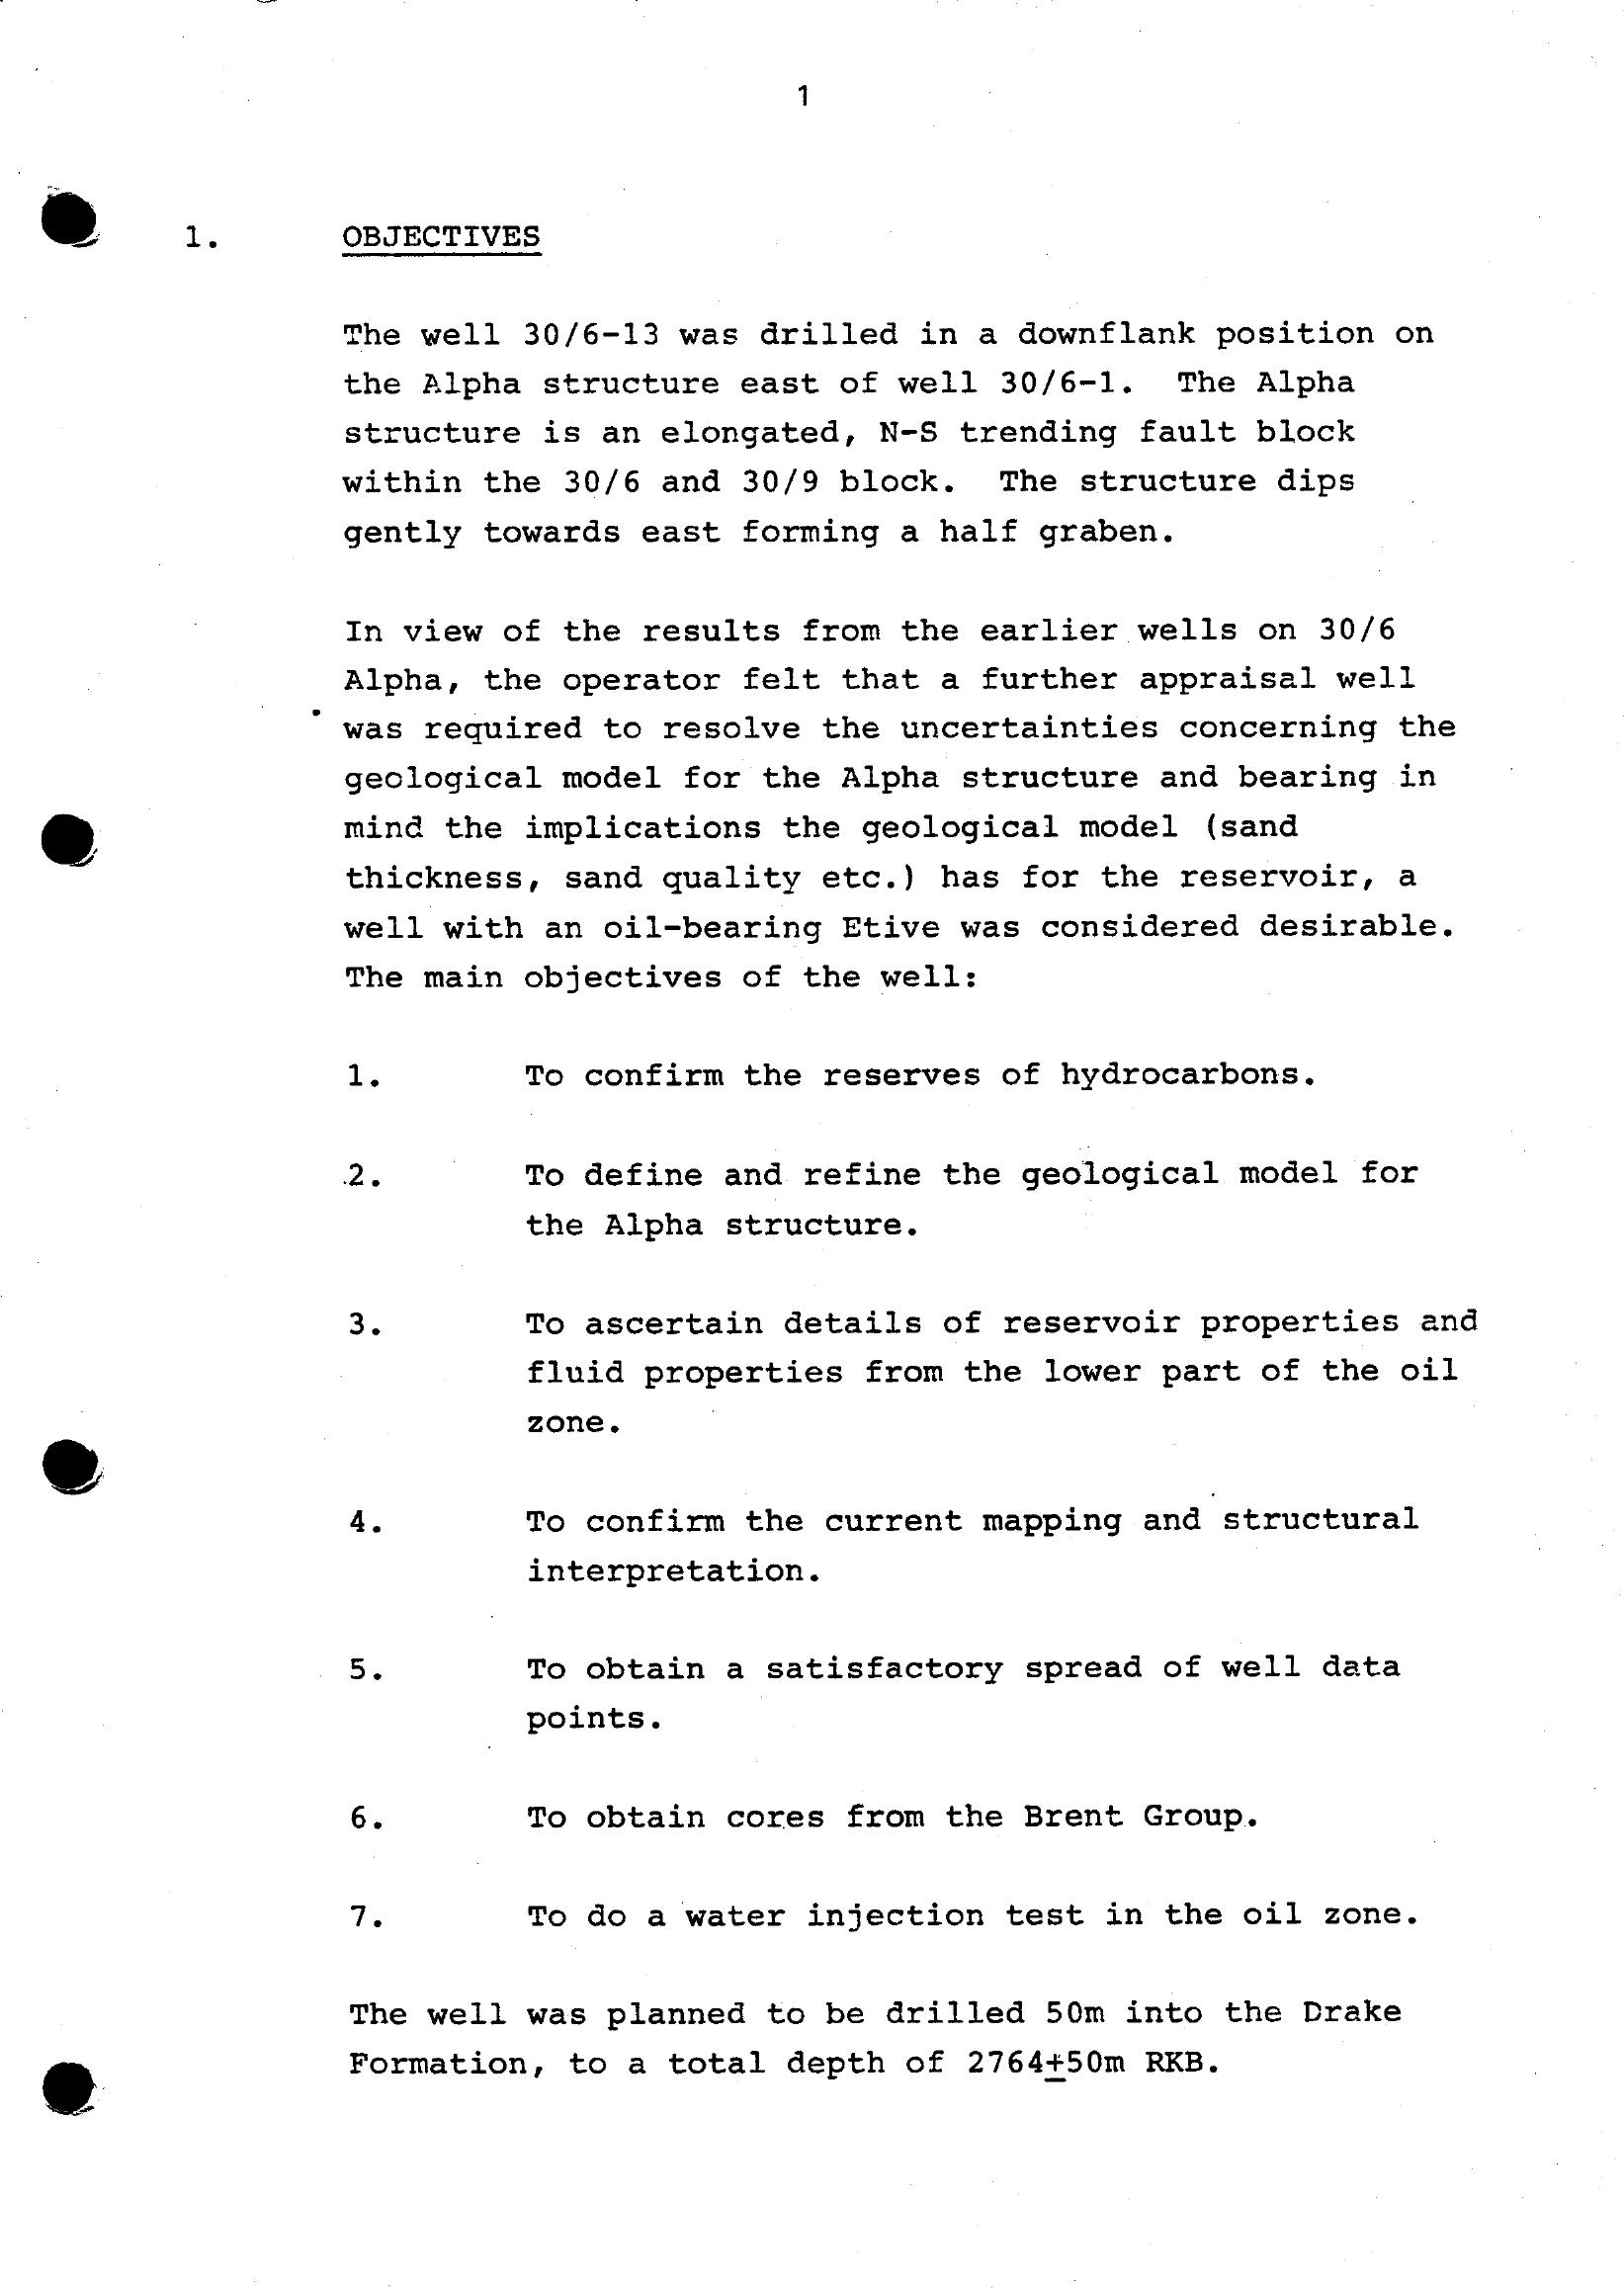 1
1. OBJECTIVES
The well 30/6-13 was drilled in a downflank position on
the Alpha structure east of well 30/6-1. The Alpha
structure is an elongated, N-S trending fault block
within the 30/6 and 30/9 block. The structure dips
gently towards east forming a half graben.
In view of the results from the earlier wells on 30/6
Alpha, the operator felt that a further appraisal well
was required to resolve the uncertainties concerning the
geological model for the Alpha structure and bearing in
mind the implications the geological model (sand
thickness, sand quality etc.) has for the reservoir, a
well with an oil-bearing Etive was considered desirable.
The main objectives of the well:
1. To confirm the reserves of hydrocarbons.
2. To define and refine the geological model for
the Alpha structure.
3. To ascertain details of reservoir properties and
fluid properties from the lower part of the oil
zone.
4. To confirm the current mapping and structural
interpretation.
5. To obtain a satisfactory spread of well data
points.
6. To obtain cores from the Brent Group.
7. To do a water injection test in the oil zone.
The well was planned to be drilled 50m into the Drake
Formation, to a total depth of 2764±50m RKB.